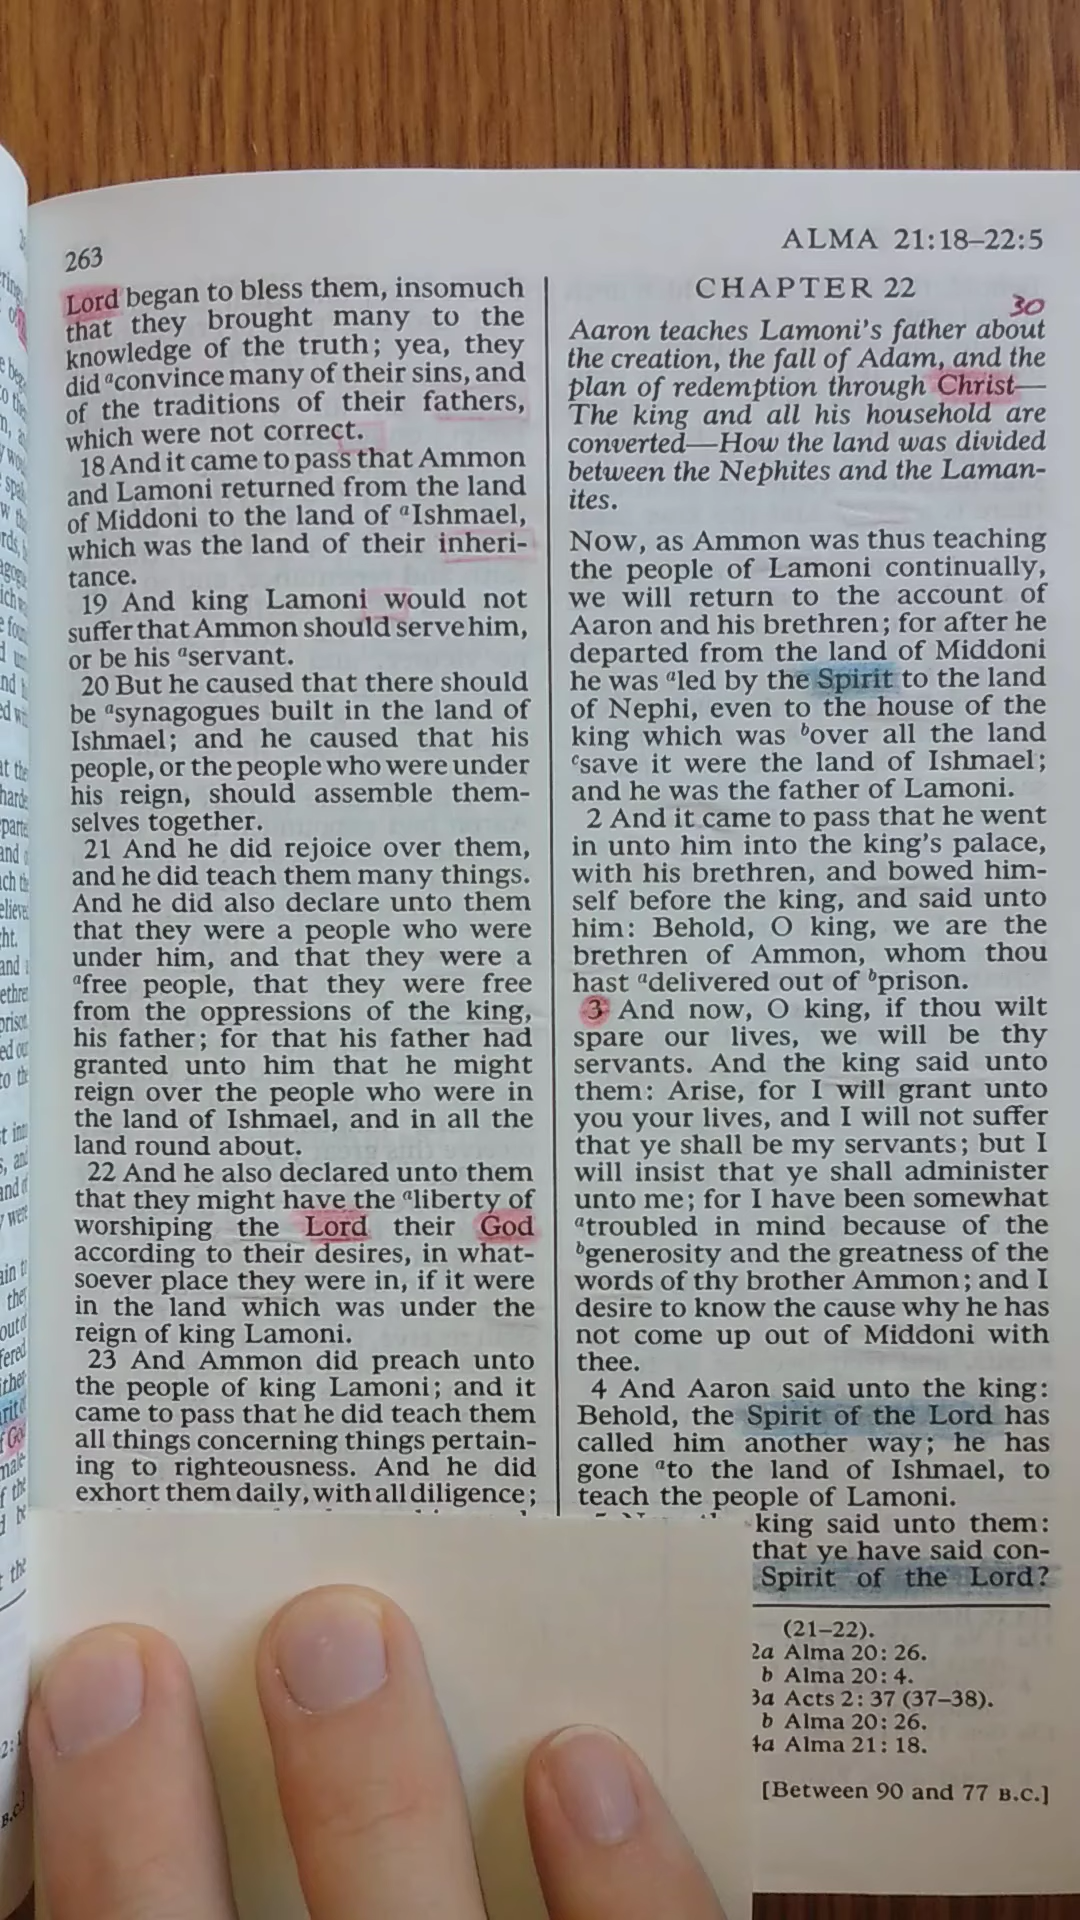 263
ALMA 21:18–22:5
Lord began to bless them, insomuch
that they brought many to the
knowledge of the truth; yea, they
did aconvince many of their sins, and
of the traditions of their fathers,
which were not correct.
18 And it came to pass that Ammon
and Lamoni returned from the land
of Middoni to the land of aIshmael,
which was the land of their inheri-
tance.
19 And king Lamoni would not
suffer that Ammon should serve him,
or be his aservant.
20 But he caused that there should
be asynagogues built in the land of
Ishmael; and he caused that his
people, or the people who were under
his reign, should assemble them-
selves together.
21 And he did rejoice over them,
and he did teach them many things.
And he did also declare unto them
that they were a people who were
under him, and that they were a
afree people, that they were free
from the oppressions of the king,
his father; for that his father had
granted unto him that he might
reign over the people who were in
the land of Ishmael, and in all the
land round about.
22 And he also declared unto them
that they might have the aliberty of
worshiping the Lord their God
according to their desires, in what-
soever place they were in, if it were
in the land which was under the
reign of king Lamoni.
23 And Ammon did preach unto
the people of king Lamoni; and it
came to pass that he did teach them
all things concerning things pertain-
ing to righteousness. And he did
exhort them daily, with all diligence;
CHAPTER 22
30
Aaron teaches Lamoni's father about
the creation, the fall of Adam, and the
plan of redemption through Christ—
The king and all his household are
converted—How the land was divided
between the Nephites and the Laman-
ites.
Now, as Ammon was thus teaching
the people of Lamoni continually,
we will return to the account of
Aaron and his brethren; for after he
departed from the land of Middoni
he was aled by the Spirit to the land
of Nephi, even to the house of the
king which was bover all the land
csave it were the land of Ishmael;
and he was the father of Lamoni.
2 And it came to pass that he went
in unto him into the king's palace,
with his brethren, and bowed him-
self before the king, and said unto
him: Behold, O king, we are the
brethren of Ammon, whom thou
hast adelivered out of bprison.
3 And now, O king, if thou wilt
spare our lives, we will be thy
servants. And the king said unto
them: Arise, for I will grant unto
you your lives, and I will not suffer
that ye shall be my servants; but I
will insist that ye shall administer
unto me; for I have been somewhat
atroubled in mind because of the
bgenerosity and the greatness of the
words of thy brother Ammon; and I
desire to know the cause why he has
not come up out of Middoni with
thee.
4 And Aaron said unto the king:
Behold, the Spirit of the Lord has
called him another way; he has
gone ato the land of Ishmael, to
teach the people of Lamoni.
king said unto them:
that ye have said con-
Spirit of the Lord?
(21–22).
2a Alma 20: 26.
b Alma 20: 4.
3a Acts 2: 37 (37–38).
b Alma 20: 26.
4a Alma 21: 18.
[Between 90 and 77 B.C.]